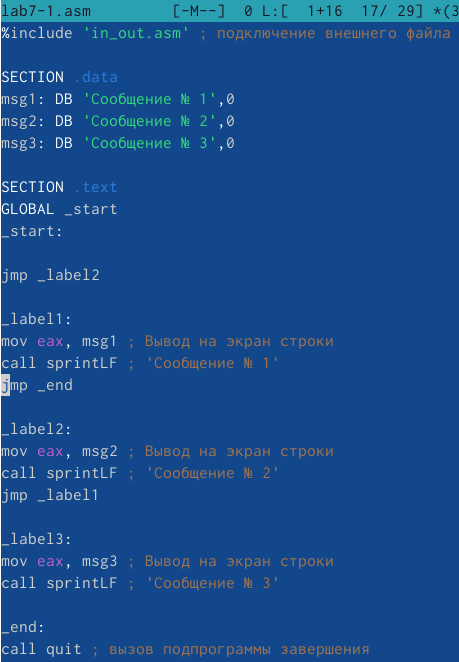 lab7-1.asm [-M--] 0 L:[ 1+16 17/ 29] *(3
%include 'in_out.asm' ; подключение внешнего файла
SECTION .data
msg1: DB 'Сообщение № 1',0
msg2: DB 'Сообщение № 2',0
msg3: DB 'Сообщение № 3',0
SECTION .text
GLOBAL _start
_start:
jmp _label2
_label1:
mov eax, msg1 ; Вывод на экран строки
call sprintLF ; 'Сообщение № 1'
jmp _end
_label2:
mov eax, msg2 ; Вывод на экран строки
call sprintLF ; 'Сообщение № 2'
jmp _label1
_label3:
mov eax, msg3 ; Вывод на экран строки
call sprintLF ; 'Сообщение № 3'
_end:
call quit ; вызов подпрограммы завершения